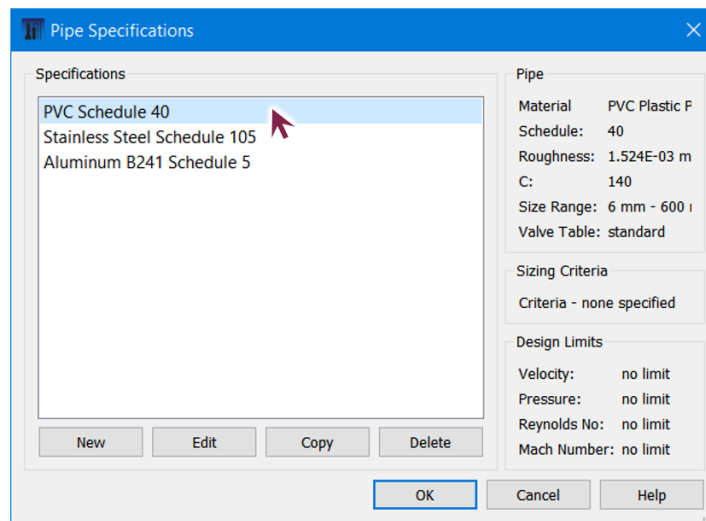 Pipe Specifications
Specifications
PVC Schedule 40
Stainless Steel Schedule 105
Aluminum B241 Schedule 5
New Edit Copy Delete
Pipe
Material PVC Plastic P
Schedule: 40
Roughness: 1.524E-03 m
C: 140
Size Range: 6 mm - 600
Valve Table: standard
Sizing Criteria
Criteria - none specified
Design Limits
Velocity: no limit
Pressure: no limit
Reynolds No: no limit
Mach Number: no limit
OK Cancel Help